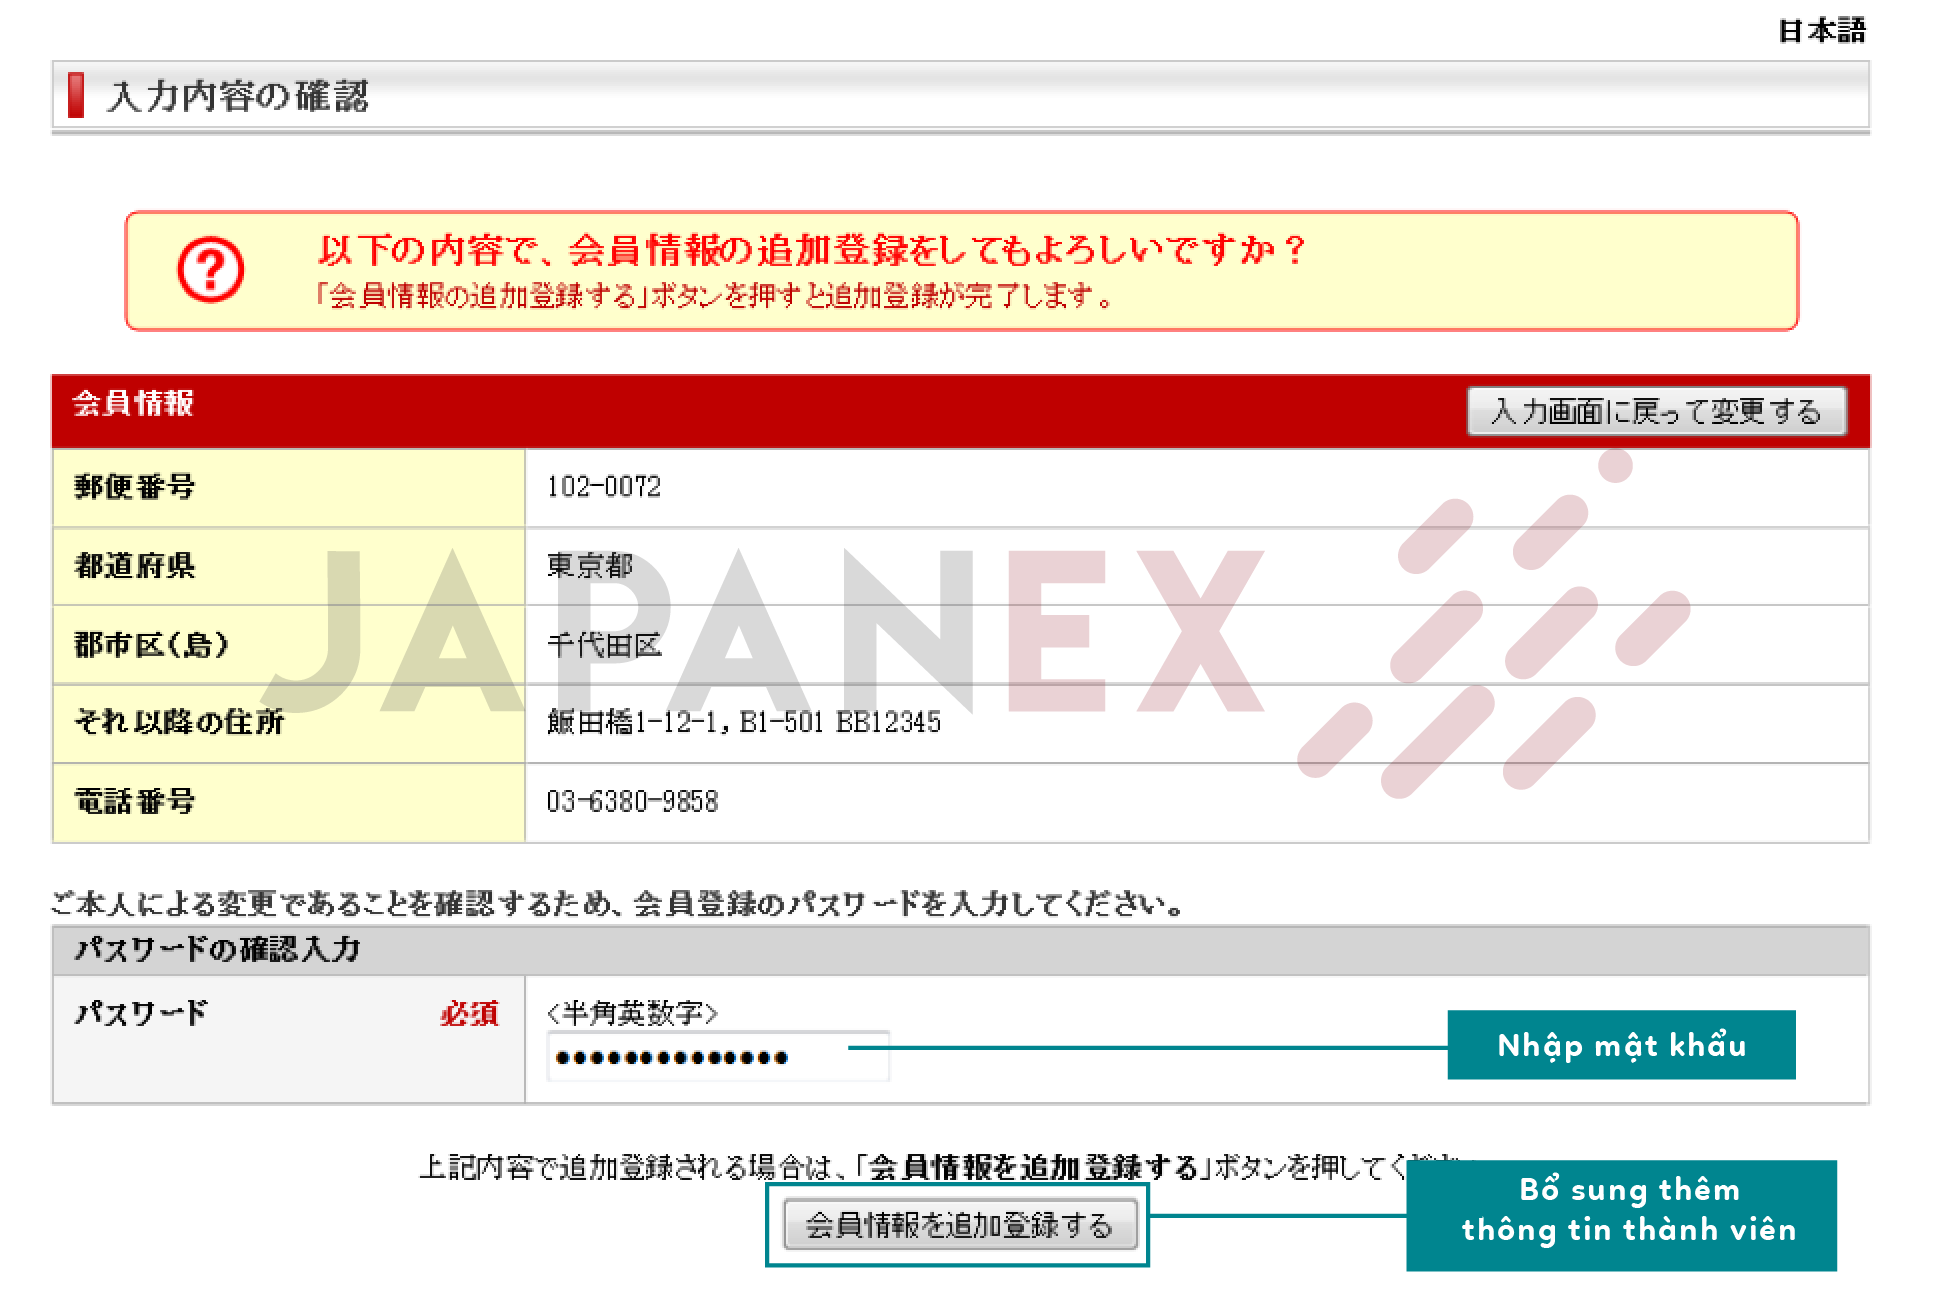 日本語
入力内容の確認
以下の内容で、会員情報の追加登録をしてもよろしいですか？
「会員情報の追加登録する」ボタンを押すと追加登録が完了します。
会員情報
入力画面に戻って変更する
郵便番号 102-0072
都道府県 東京都
郡市区(島) 千代田区
それ以降の住所 飯田橋1-12-1, B1-501 BB12345
電話番号 03-6380-9858
JAPANEX
ご本人による変更であることを確認するため、会員登録のパスワードを入力してください。
パスワードの確認入力
パスワード 必須 <半角英数字>
Nhập mật khẩu
上記内容で追加登録される場合は、「会員情報を追加登録する」ボタンを押してく
会員情報を追加登録する
Bổ sung thêm
thông tin thành viên